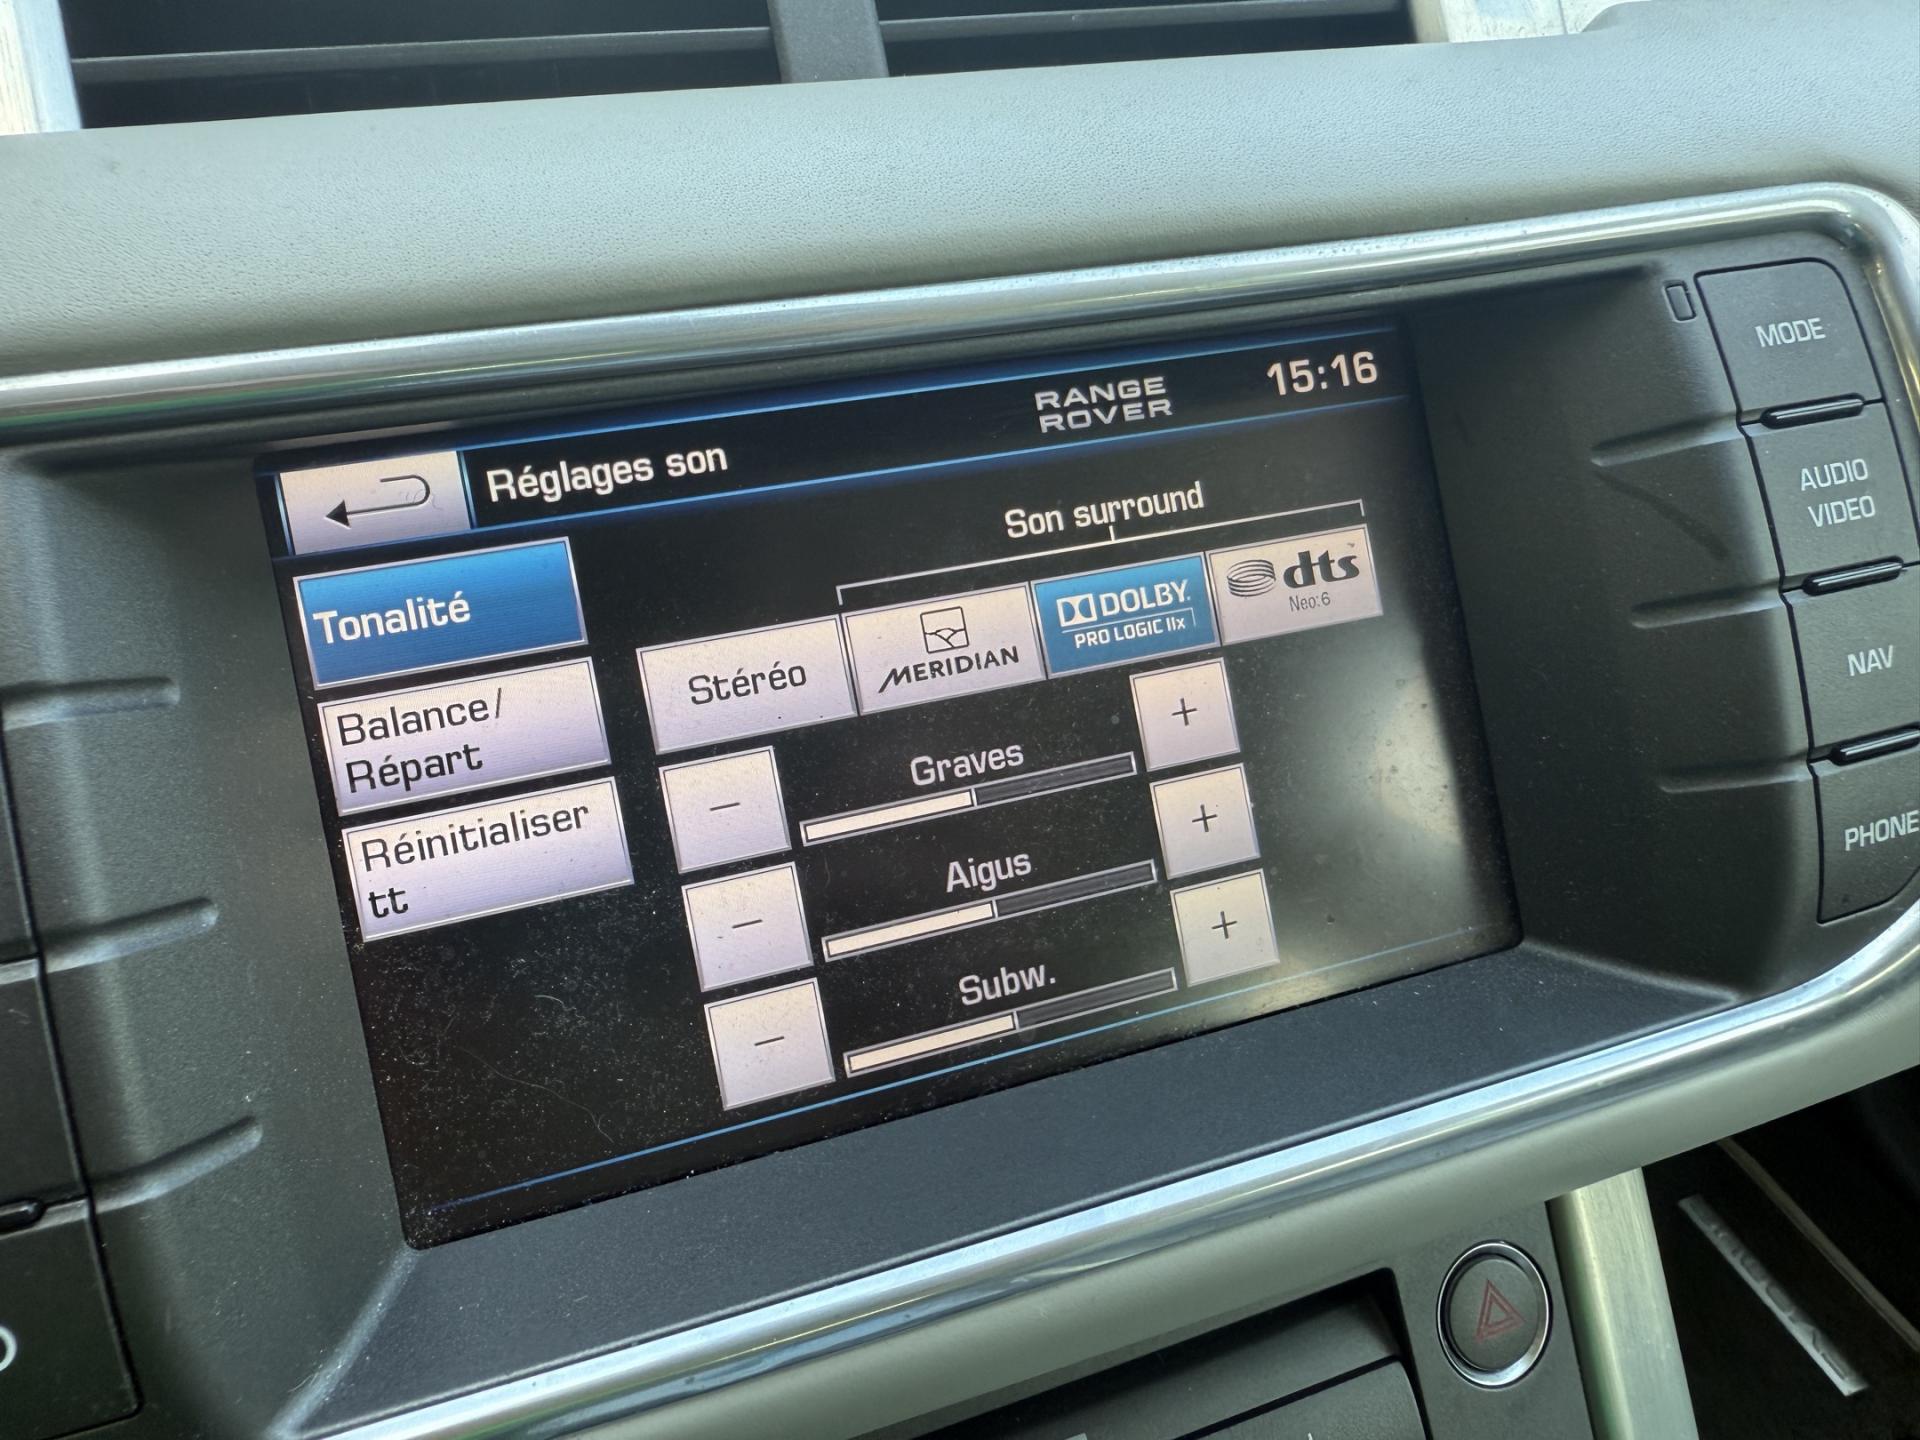 RANGE
ROVER
15:16
Réglages son
Son surround
Tonalité
Balance/
Répart
Réinitialiser
tt
Stéréo
MERIDIAN
DOLBY
PRO LOGIC IIx
dts
Neo:6
+
Graves
−
+
Aigus
−
+
Subw.
−
MODE
AUDIO
VIDEO
NAV
PHONE